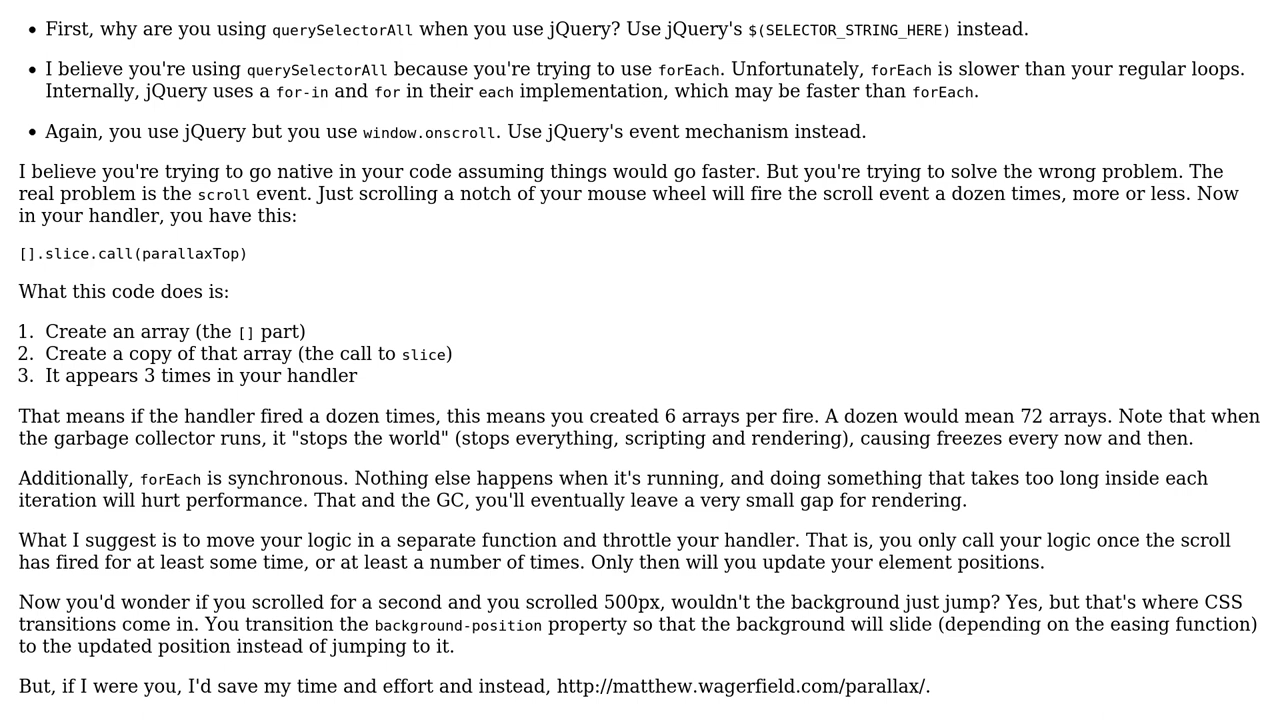 • First, why are you using querySelectorAll when you use jQuery? Use jQuery's $(SELECTOR_STRING_HERE) instead.
• I believe you're using querySelectorAll because you're trying to use forEach. Unfortunately, forEach is slower than your regular loops.
Internally, jQuery uses a for-in and for in their each implementation, which may be faster than forEach.
• Again, you use jQuery but you use window.onscroll. Use jQuery's event mechanism instead.
I believe you're trying to go native in your code assuming things would go faster. But you're trying to solve the wrong problem. The
real problem is the scroll event. Just scrolling a notch of your mouse wheel will fire the scroll event a dozen times, more or less. Now
in your handler, you have this:
[].slice.call(parallaxTop)
What this code does is:
1. Create an array (the [] part)
2. Create a copy of that array (the call to slice)
3. It appears 3 times in your handler
That means if the handler fired a dozen times, this means you created 6 arrays per fire. A dozen would mean 72 arrays. Note that when
the garbage collector runs, it "stops the world" (stops everything, scripting and rendering), causing freezes every now and then.
Additionally, forEach is synchronous. Nothing else happens when it's running, and doing something that takes too long inside each
iteration will hurt performance. That and the GC, you'll eventually leave a very small gap for rendering.
What I suggest is to move your logic in a separate function and throttle your handler. That is, you only call your logic once the scroll
has fired for at least some time, or at least a number of times. Only then will you update your element positions.
Now you'd wonder if you scrolled for a second and you scrolled 500px, wouldn't the background just jump? Yes, but that's where CSS
transitions come in. You transition the background-position property so that the background will slide (depending on the easing function)
to the updated position instead of jumping to it.
But, if I were you, I'd save my time and effort and instead, http://matthew.wagerfield.com/parallax/.